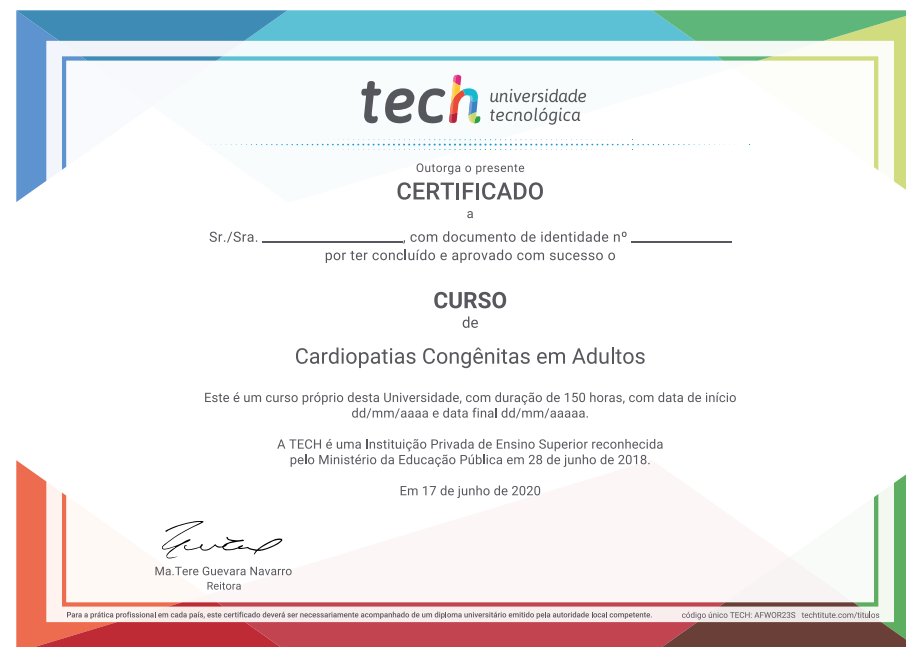 tech universidade
tecnológica
Outorga o presente
CERTIFICADO
a
Sr./Sra. ____________, com documento de identidade nº ____________
por ter concluído e aprovado com sucesso o
CURSO
de
Cardiopatias Congênitas em Adultos
Este é um curso próprio desta Universidade, com duração de 150 horas, com data de início
dd/mm/aaaa e data final dd/mm/aaaaa.
A TECH é uma Instituição Privada de Ensino Superior reconhecida
pelo Ministério da Educação Pública em 28 de junho de 2018.
Em 17 de junho de 2020
Ma.Tere Guevara Navarro
Reitora
Para a prática profissional em cada país, este certificado deverá ser necessariamente acompanhado de um diploma universitário emitido pela autoridade local competente. código único TECH: AFWOR23S techtitute.com/titulos